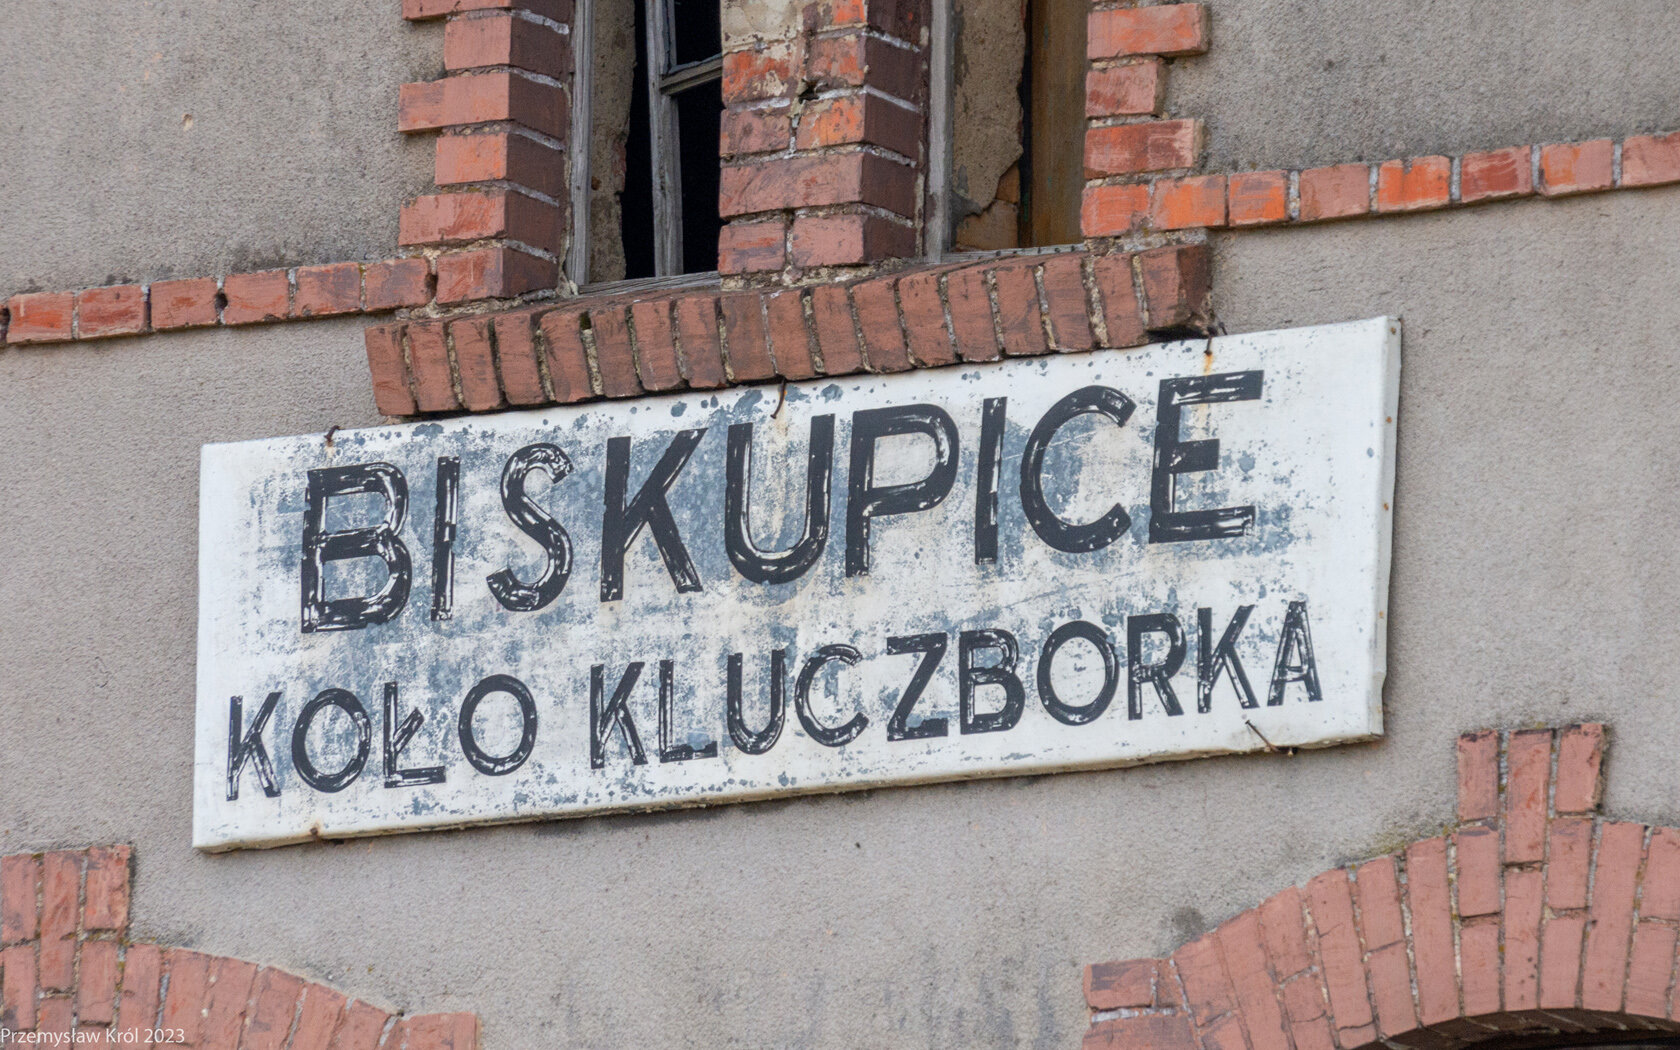 BISKUPICE
KOŁO KLUCZBORKA
Przemysław Król 2023